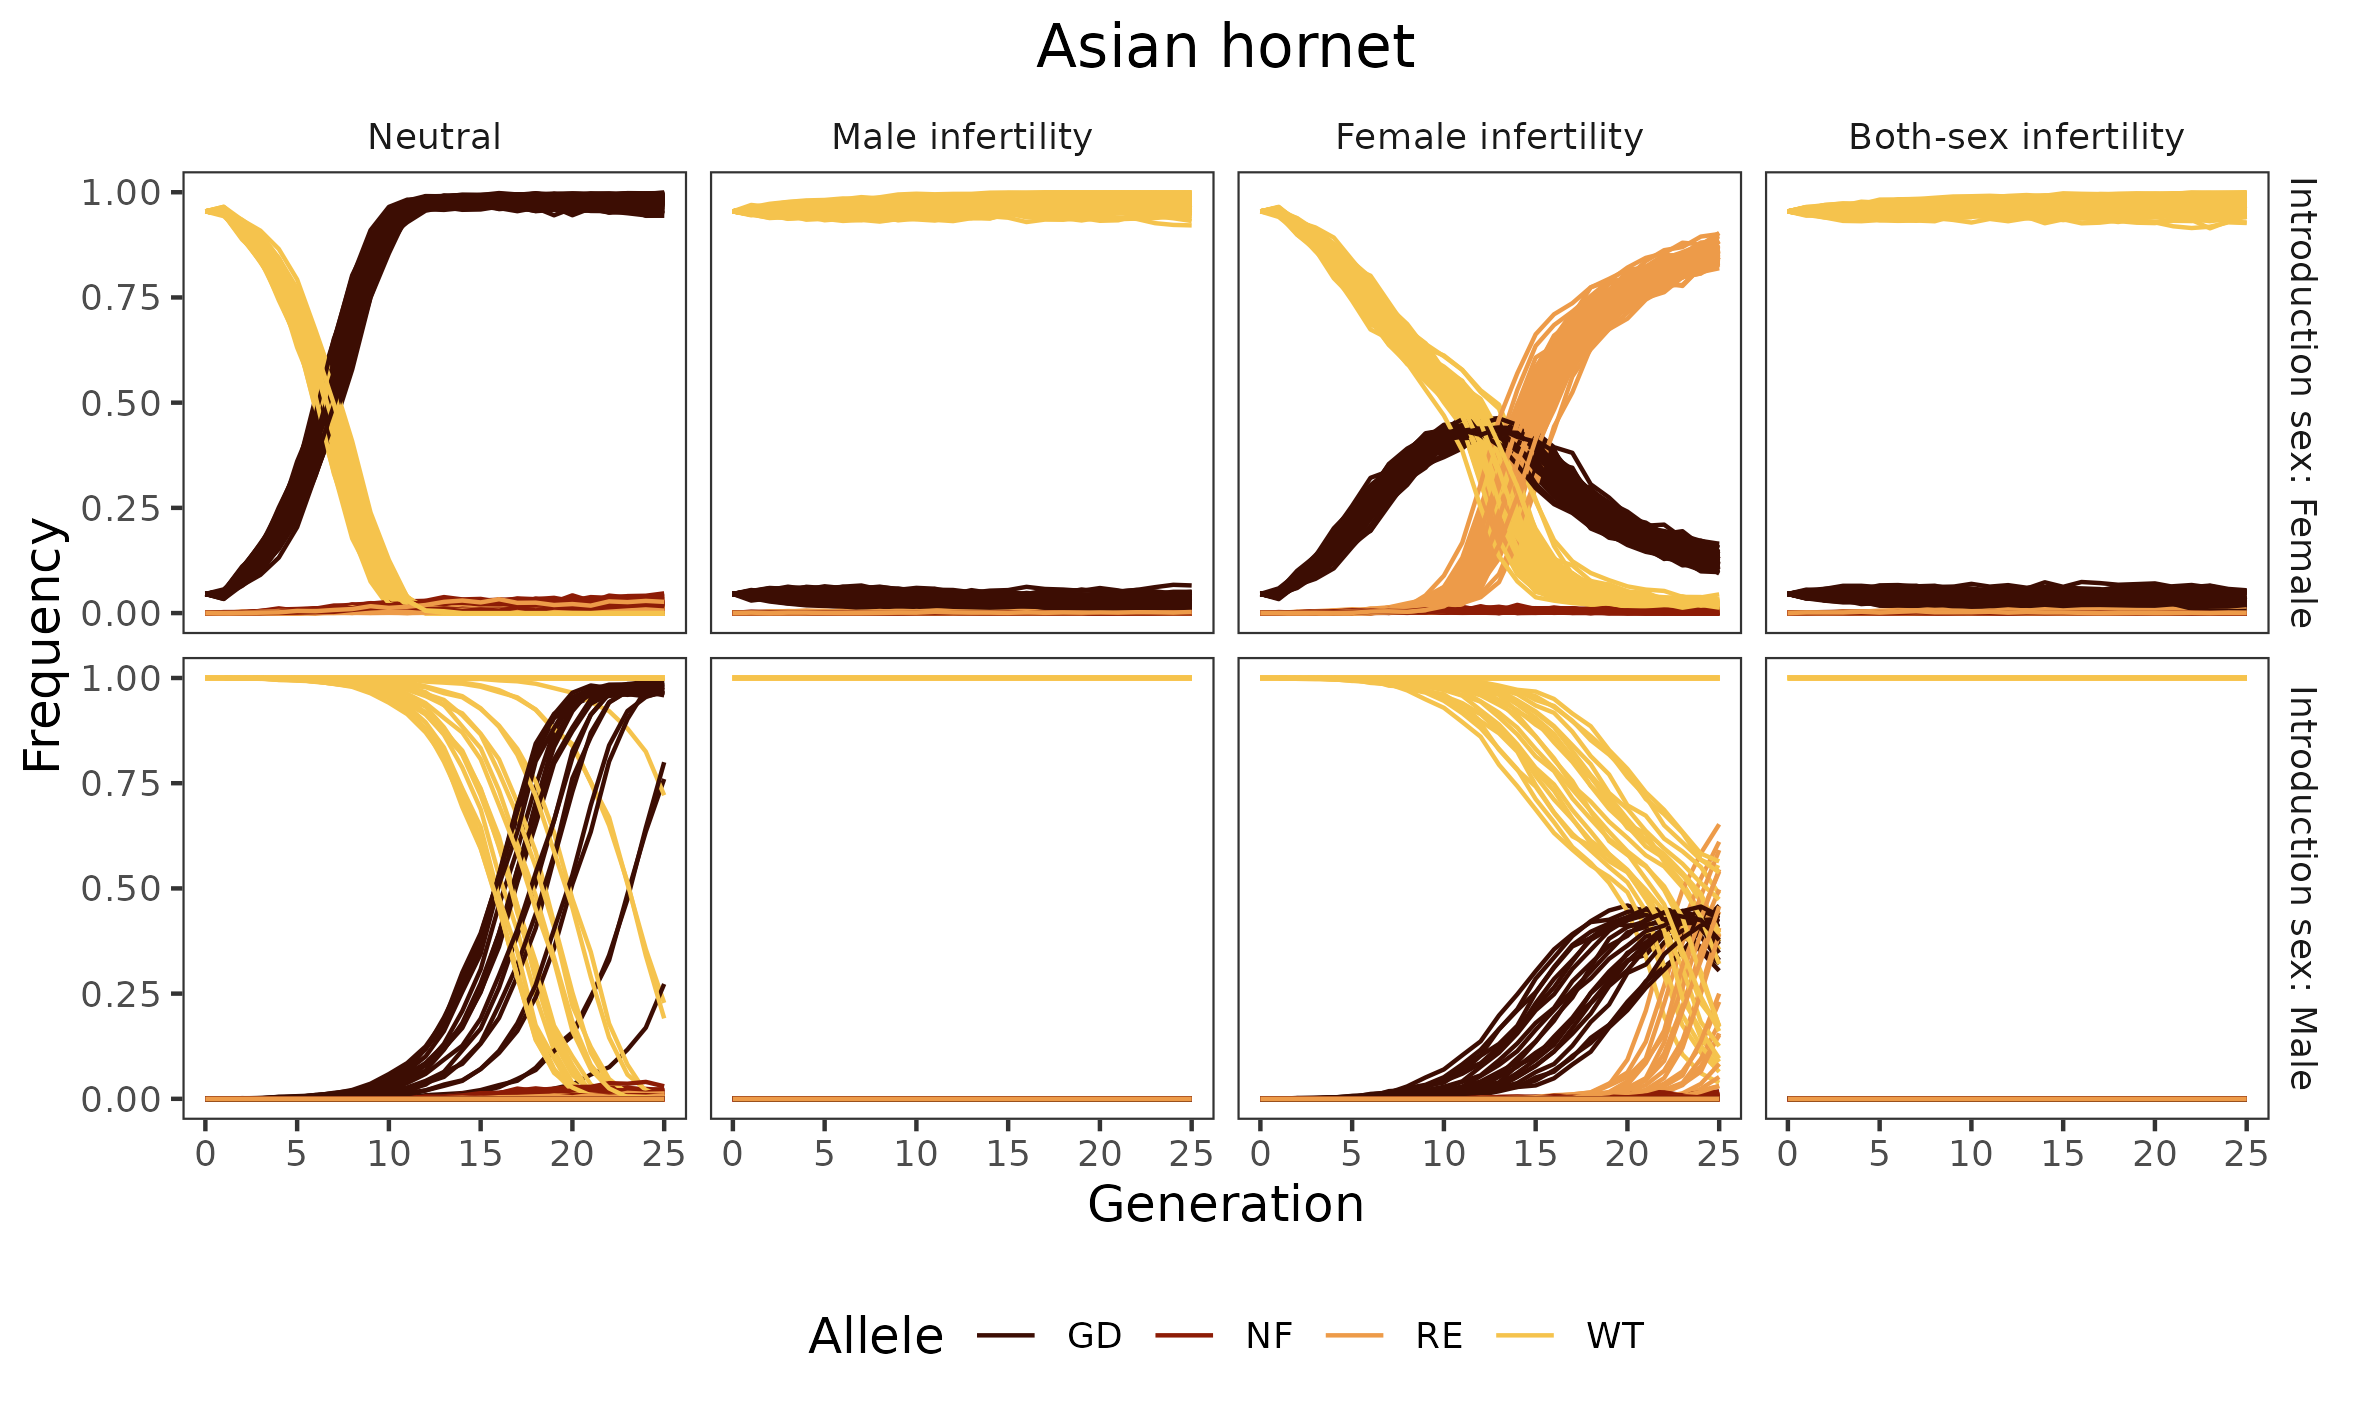 Asian hornet
Neutral
Male infertility
Female infertility
Both-sex infertility
Frequency
1.00
0.75
0.50
0.25
0.00
Introduction sex: Female
1.00
0.75
0.50
0.25
0.00
Introduction sex: Male
0 5 10 15 20 25
0 5 10 15 20 25
0 5 10 15 20 25
0 5 10 15 20 25
Generation
Allele GD NF RE WT